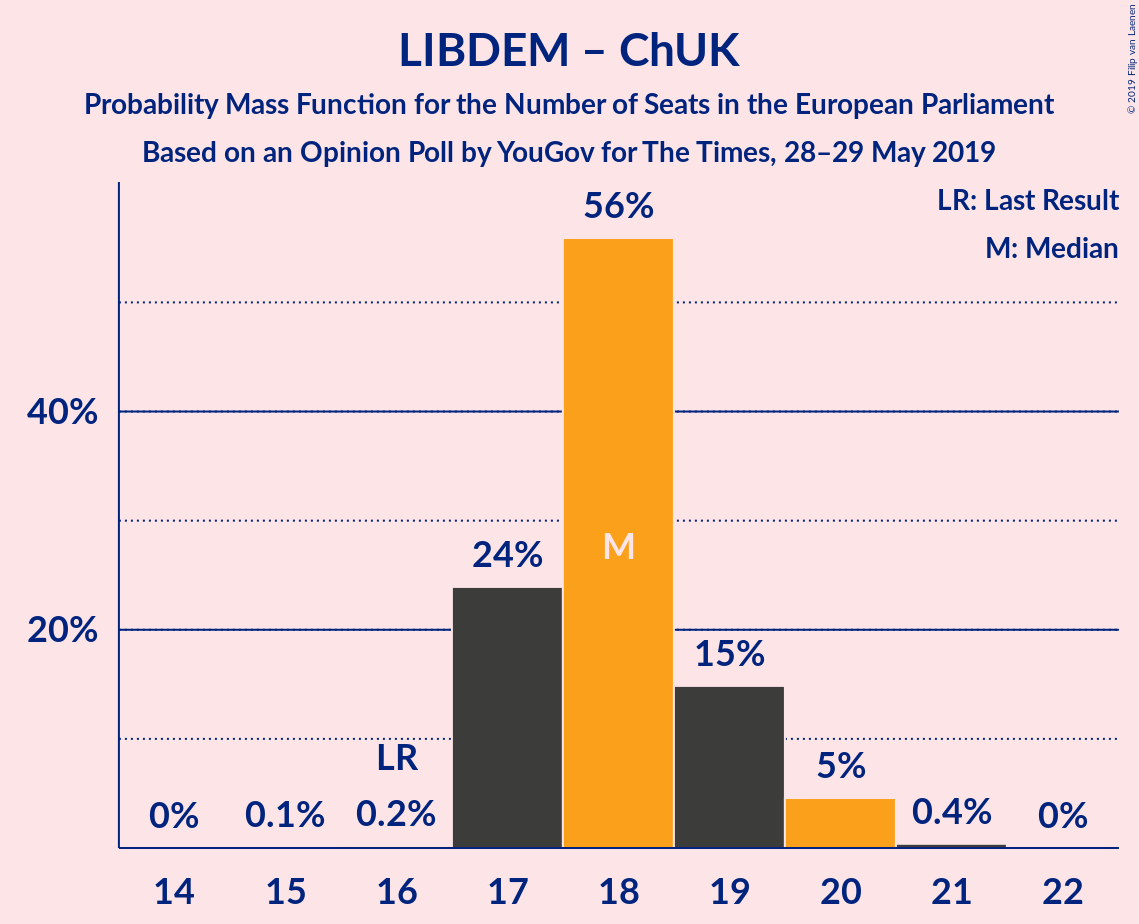 LIBDEM – ChUK
Probability Mass Function for the Number of Seats in the European Parliament
Based on an Opinion Poll by YouGov for The Times, 28–29 May 2019
© 2019 Filip van Laenen
LR: Last Result
M: Median
56%
40%
M
24%
20%
15%
LR
5%
0%
0.1%
0.2%
0.4%
0%
14 15 16 17 18 19 20 21 22